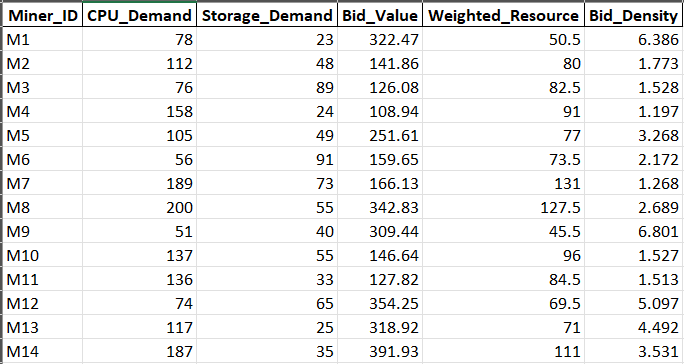 Miner_ID CPU_Demand Storage_Demand Bid_Value Weighted_Resource Bid_Density
M1 78 23 322.47 50.5 6.386
M2 112 48 141.86 80 1.773
M3 76 89 126.08 82.5 1.528
M4 158 24 108.94 91 1.197
M5 105 49 251.61 77 3.268
M6 56 91 159.65 73.5 2.172
M7 189 73 166.13 131 1.268
M8 200 55 342.83 127.5 2.689
M9 51 40 309.44 45.5 6.801
M10 137 55 146.64 96 1.527
M11 136 33 127.82 84.5 1.513
M12 74 65 354.25 69.5 5.097
M13 117 25 318.92 71 4.492
M14 187 35 391.93 111 3.531